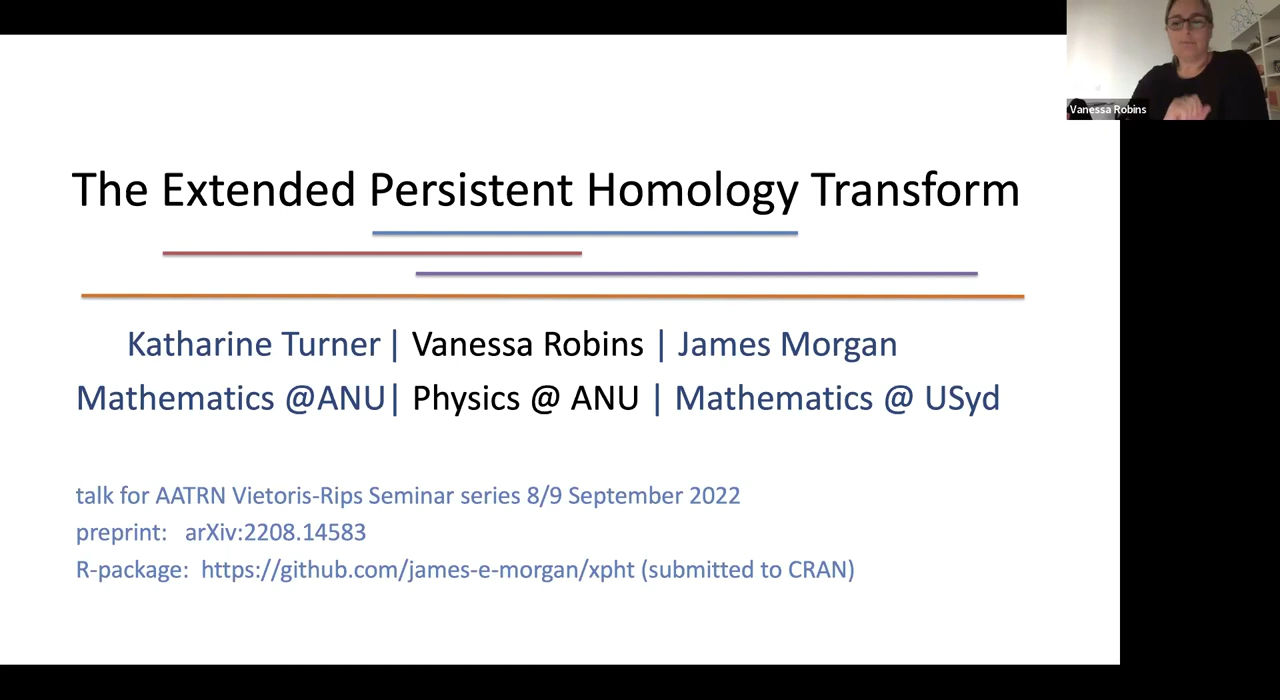 Vanessa Robins
The Extended Persistent Homology Transform
Katharine Turner | Vanessa Robins | James Morgan
Mathematics @ANU| Physics @ ANU | Mathematics @ USyd
talk for AATRN Vietoris-Rips Seminar series 8/9 September 2022
preprint: arXiv:2208.14583
R-package: https://github.com/james-e-morgan/xpht (submitted to CRAN)